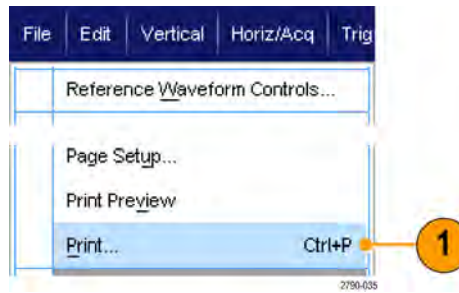 File Edit Vertical Horiz/Acq Trig
Reference Waveform Controls...
Page Setup...
Print Preview
Print... Ctrl+P
1
2790-035